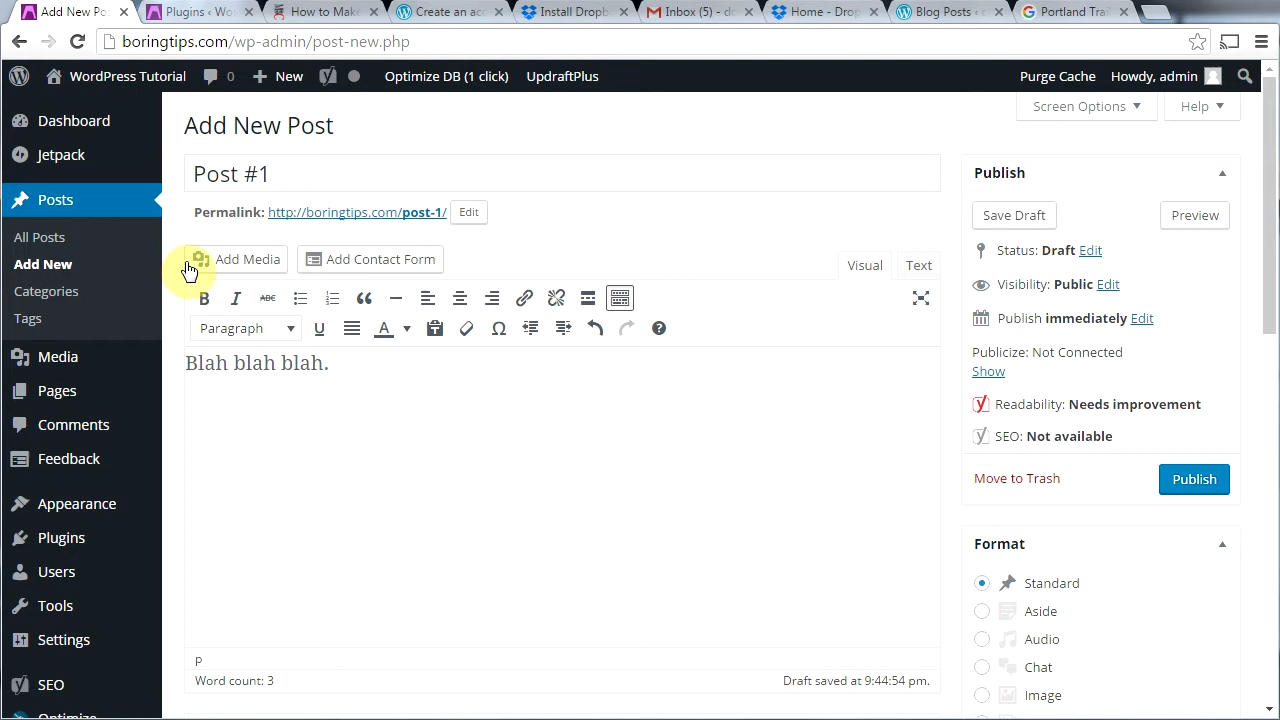 Add New Po
Plugins ‹ Wo
How to Make
Create an acc
Install Dropb
Inbox (5) - d
Home - Drop
Blog Posts ‹ s
Portland Trail
boringtips.com/wp-admin/post-new.php
WordPress Tutorial
0
New
Optimize DB (1 click)
UpdraftPlus
Purge Cache
Howdy, admin
Dashboard
Jetpack
Posts
All Posts
Add New
Categories
Tags
Media
Pages
Comments
Feedback
Appearance
Plugins
Users
Tools
Settings
SEO
Optimize
Screen Options
Help
Add New Post
Post #1
Permalink: http://boringtips.com/post-1/ Edit
Add Media
Add Contact Form
Visual
Text
B I ABC
Paragraph U A
Blah blah blah.
p
Word count: 3
Draft saved at 9:44:54 pm.
Publish
Save Draft
Preview
Status: Draft Edit
Visibility: Public Edit
Publish immediately Edit
Publicize: Not Connected
Show
Readability: Needs improvement
SEO: Not available
Move to Trash
Publish
Format
Standard
Aside
Audio
Chat
Image